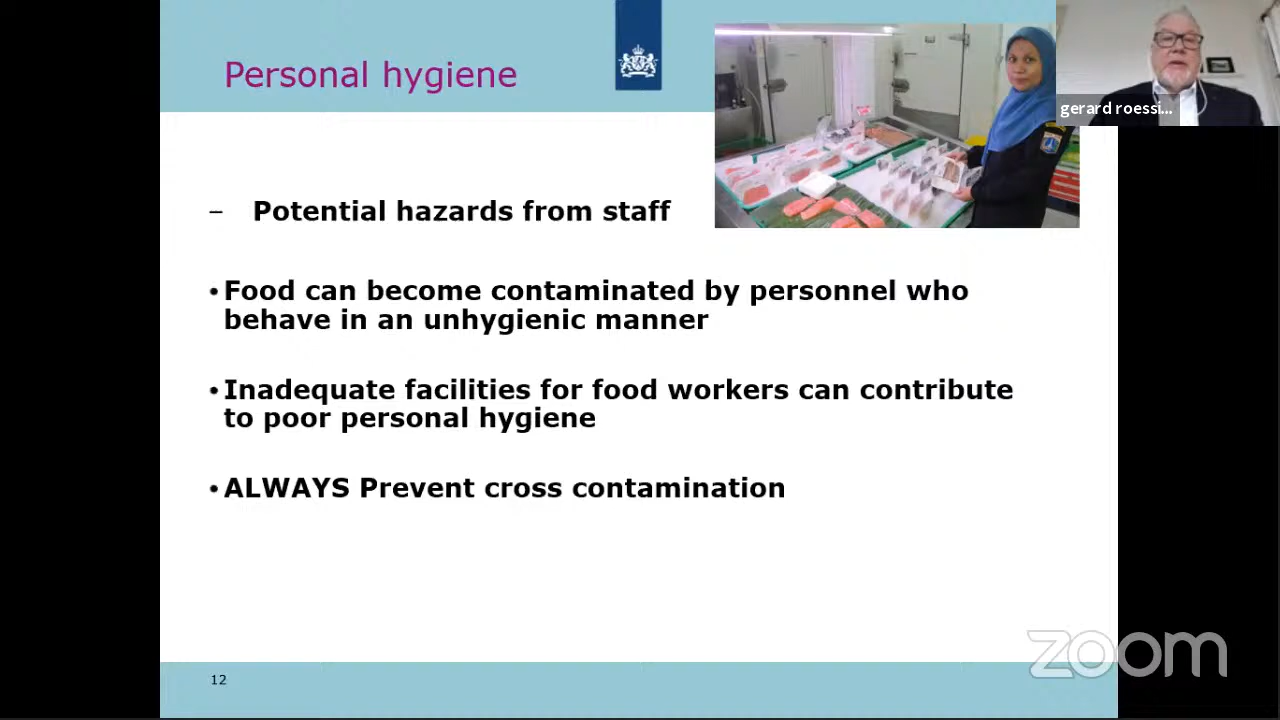 Personal hygiene
gerard roessi...
– Potential hazards from staff
• Food can become contaminated by personnel who
behave in an unhygienic manner
• Inadequate facilities for food workers can contribute
to poor personal hygiene
• ALWAYS Prevent cross contamination
zoom
12